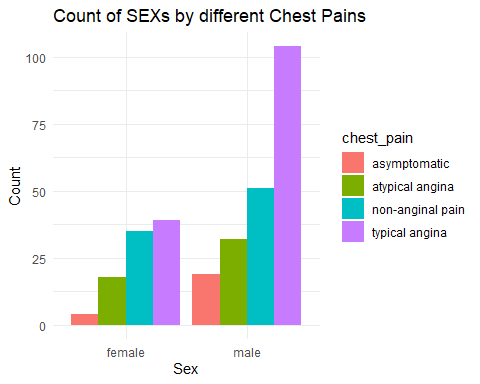 Count of SEXs by different Chest Pains
100
75
50
25
0
Count
female
male
Sex
chest_pain
asymptomatic
atypical angina
non-anginal pain
typical angina